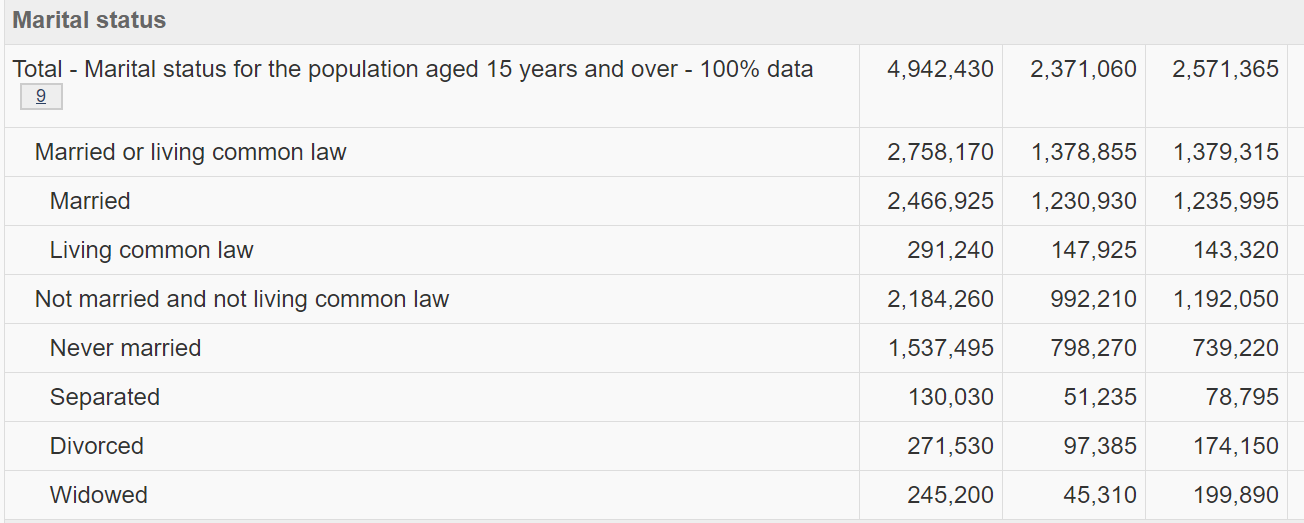 Marital status
Total - Marital status for the population aged 15 years and over - 100% data 4,942,430 2,371,060 2,571,365
9
Married or living common law 2,758,170 1,378,855 1,379,315
Married 2,466,925 1,230,930 1,235,995
Living common law 291,240 147,925 143,320
Not married and not living common law 2,184,260 992,210 1,192,050
Never married 1,537,495 798,270 739,220
Separated 130,030 51,235 78,795
Divorced 271,530 97,385 174,150
Widowed 245,200 45,310 199,890